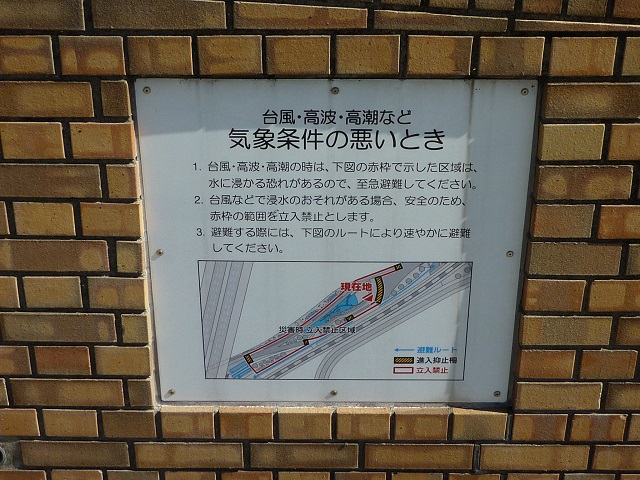 台風・高波・高潮など
気象条件の悪いとき
1. 台風・高波・高潮の時は、下図の赤枠で示した区域は、
水に浸かる恐れがあるので、至急避難してください。
2. 台風などで浸水のおそれがある場合、安全のため、
赤枠の範囲を立入禁止とします。
3. 避難する際には、下図のルートにより速やかに避難
してください。
現在地
災害時立入禁止区域
避難ルート
進入抑止柵
立入禁止